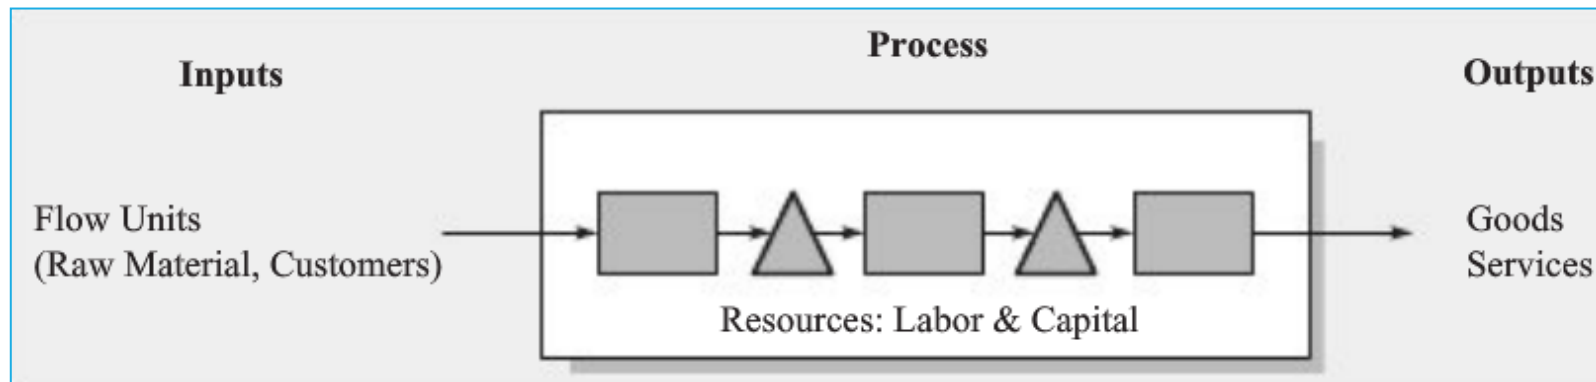 Process
Inputs
Outputs
Flow Units
(Raw Material, Customers)
Goods
Services
Resources: Labor & Capital